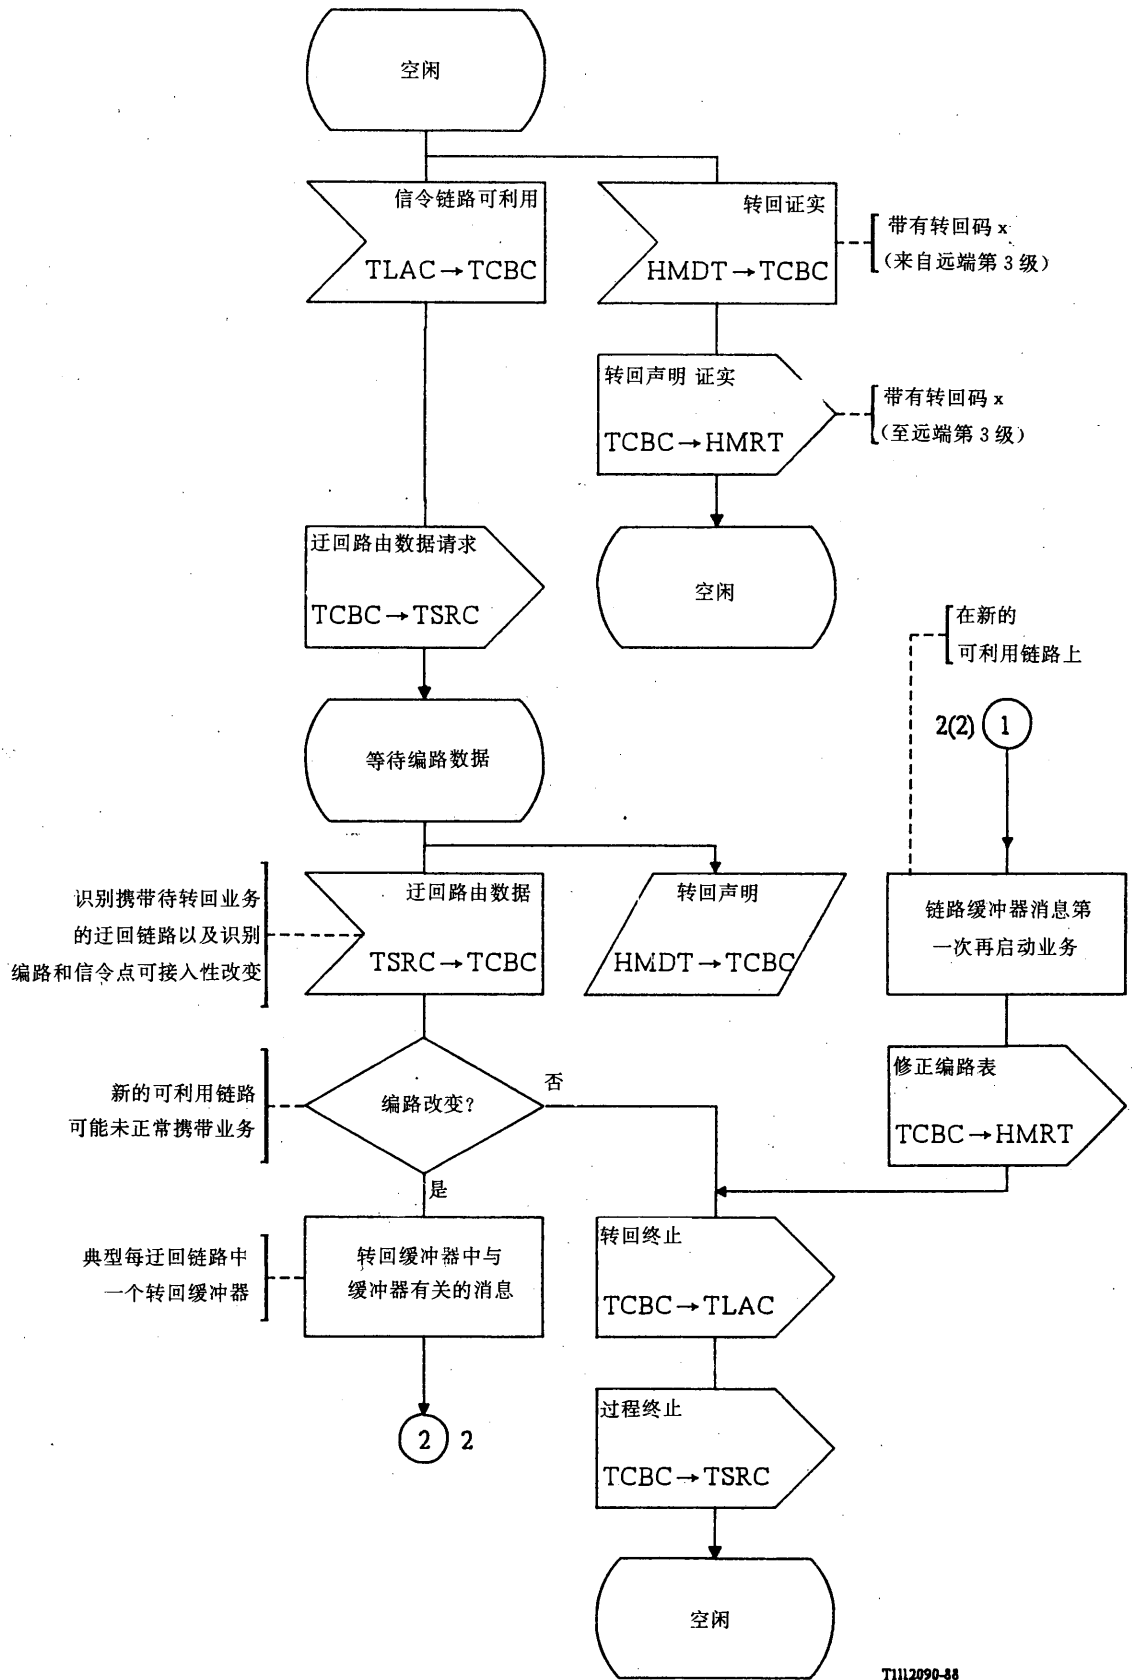 空闲
信令链路可利用
TLAC→TCBC
转回证实
HMDT→TCBC
带有转回码 x
(来自远端第 3 级)
转回声明 证实
TCBC→HMRT
带有转回码 x
(至远端第 3 级)
迂回路由数据请求
TCBC→TSRC
空闲
在新的
可利用链路上
等待编路数据
2(2) 1
识别携带待转回业务
的迂回链路以及识别
编路和信令点可接入性改变
迂回路由数据
TSRC→TCBC
转回声明
HMDT→TCBC
链路缓冲器消息第
一次再启动业务
新的可利用链路
可能未正常携带业务
编路改变?
否
是
修正编路表
TCBC→HMRT
典型每迂回链路中
一个转回缓冲器
转回缓冲器中与
缓冲器有关的消息
转回终止
TCBC→TLAC
2 2
过程终止
TCBC→TSRC
空闲
T1112090-88